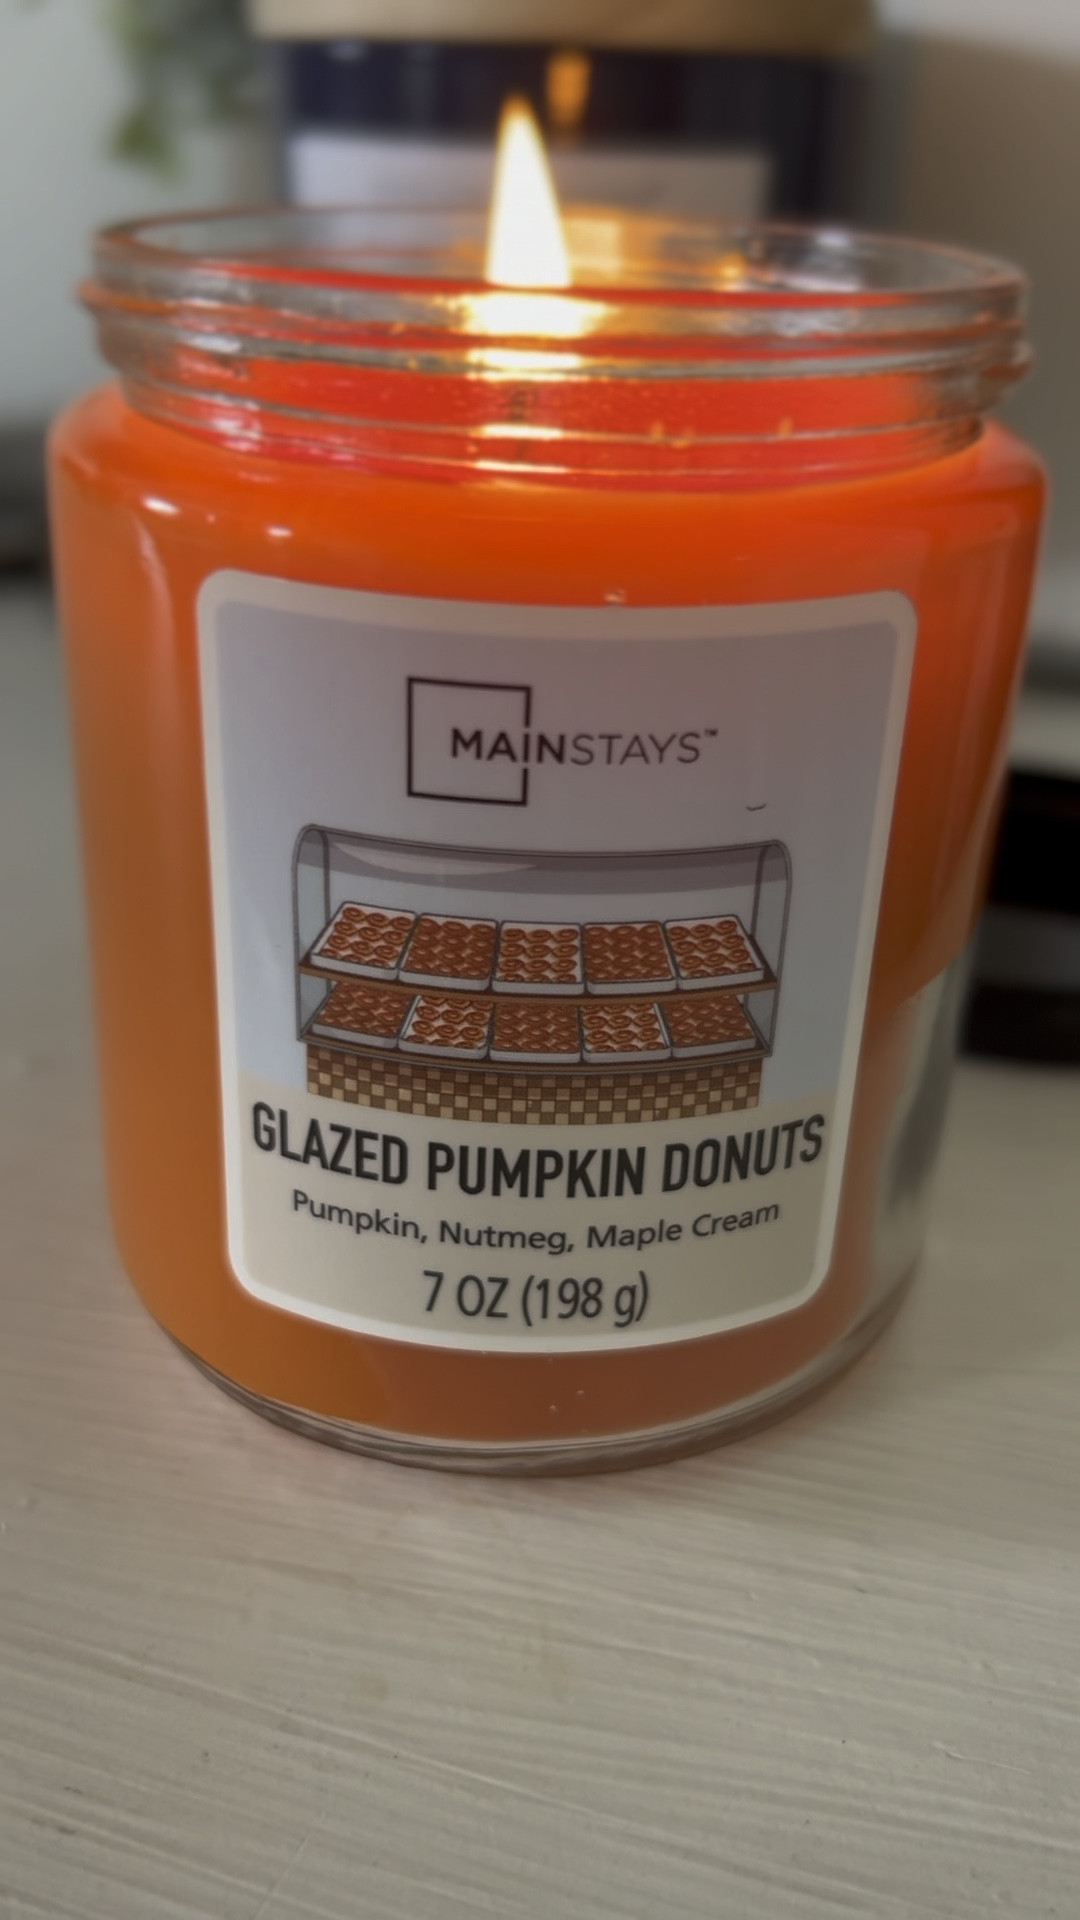 MAINSTAYS™
GLAZED PUMPKIN DONUTS
Pumpkin, Nutmeg, Maple Cream
7 OZ (198 g)